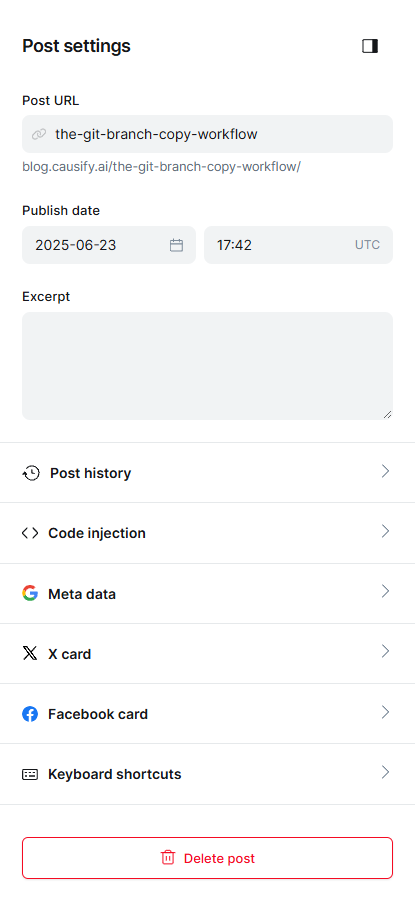 Post settings
Post URL
the-git-branch-copy-workflow
blog.causify.ai/the-git-branch-copy-workflow/
Publish date
2025-06-23
17:42 UTC
Excerpt
Post history
Code injection
Meta data
X card
Facebook card
Keyboard shortcuts
Delete post